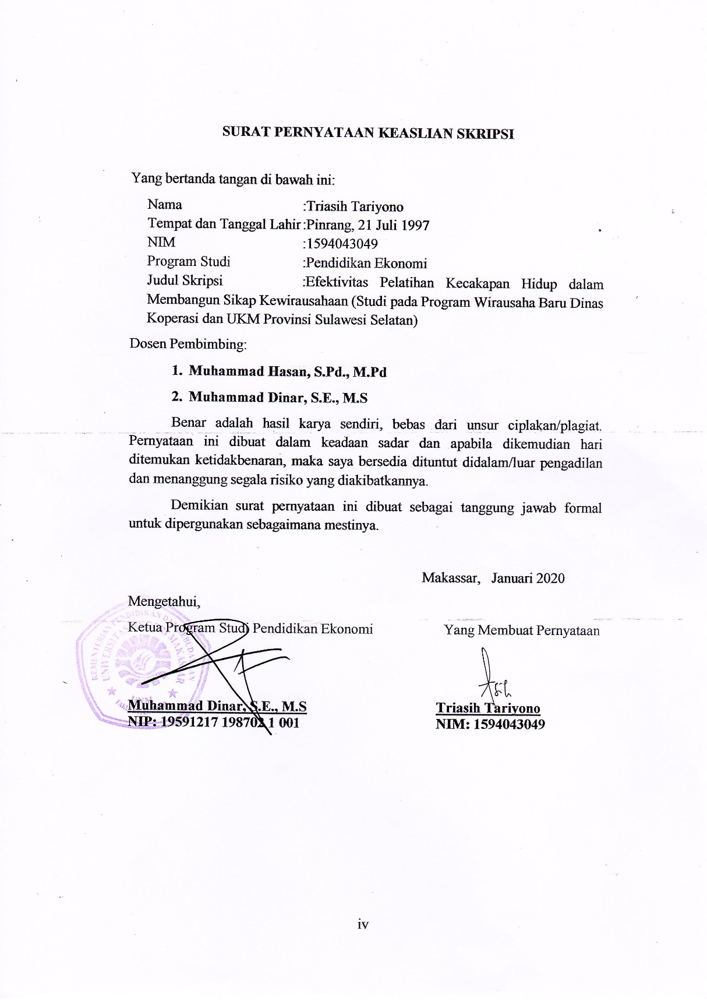 SURAT PERNYATAAN KEASLIAN SKRIPSI
Yang bertanda tangan di bawah ini:
Nama :Triasih Tariyono
Tempat dan Tanggal Lahir :Pinrang, 21 Juli 1997
NIM :1594043049
Program Studi :Pendidikan Ekonomi
Judul Skripsi :Efektivitas Pelatihan Kecakapan Hidup dalam
Membangun Sikap Kewirausahaan (Studi pada Program Wirausaha Baru Dinas
Koperasi dan UKM Provinsi Sulawesi Selatan)
Dosen Pembimbing:
1. Muhammad Hasan, S.Pd., M.Pd
2. Muhammad Dinar, S.E., M.S
Benar adalah hasil karya sendiri, bebas dari unsur ciplakan/plagiat.
Pernyataan ini dibuat dalam keadaan sadar dan apabila dikemudian hari
ditemukan ketidakbenaran, maka saya bersedia dituntut didalam/luar pengadilan
dan menanggung segala risiko yang diakibatkannya.
Demikian surat pernyataan ini dibuat sebagai tanggung jawab formal
untuk dipergunakan sebagaimana mestinya.
Makassar, Januari 2020
Mengetahui,
Ketua Program Studi Pendidikan Ekonomi
Yang Membuat Pernyataan
UNM
Muhammad Dinar, S.E., M.S
NIP: 19591217 198702 1 001
Triasih Tariyono
NIM: 1594043049
iv